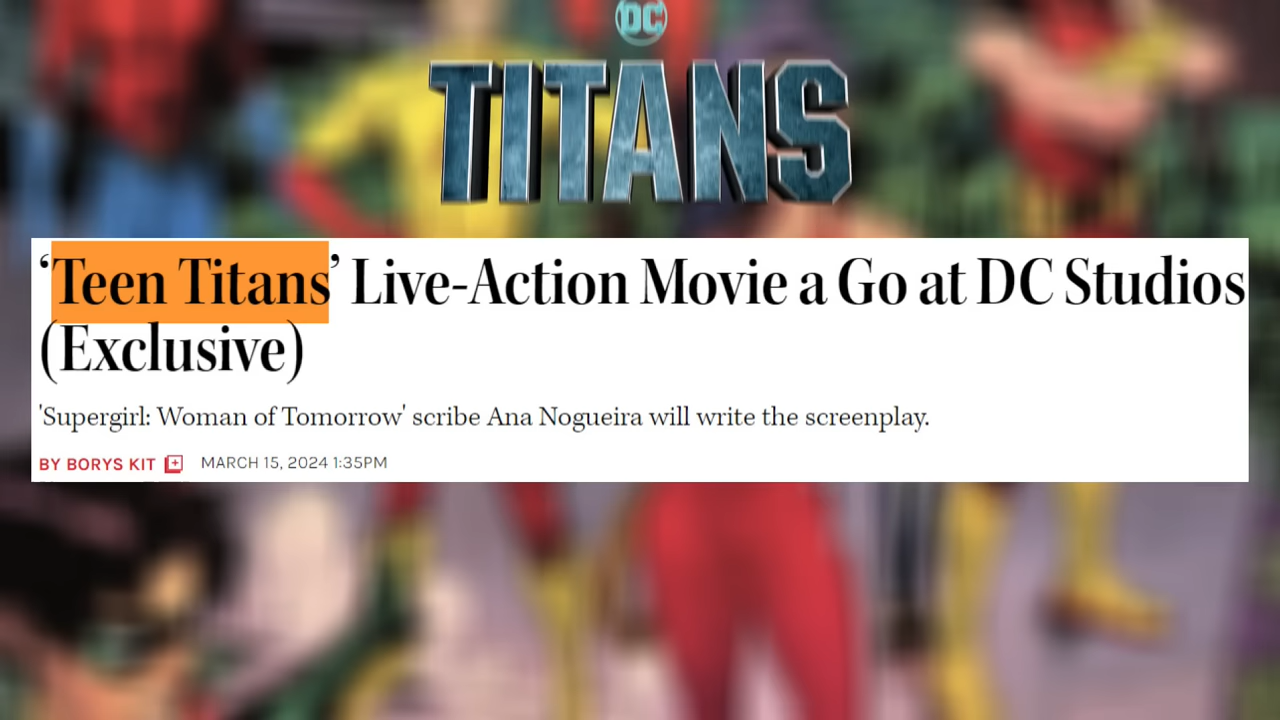 DC
TITANS
‘Teen Titans’ Live-Action Movie a Go at DC Studios
(Exclusive)
'Supergirl: Woman of Tomorrow' scribe Ana Nogueira will write the screenplay.
BY BORYS KIT MARCH 15, 2024 1:35PM